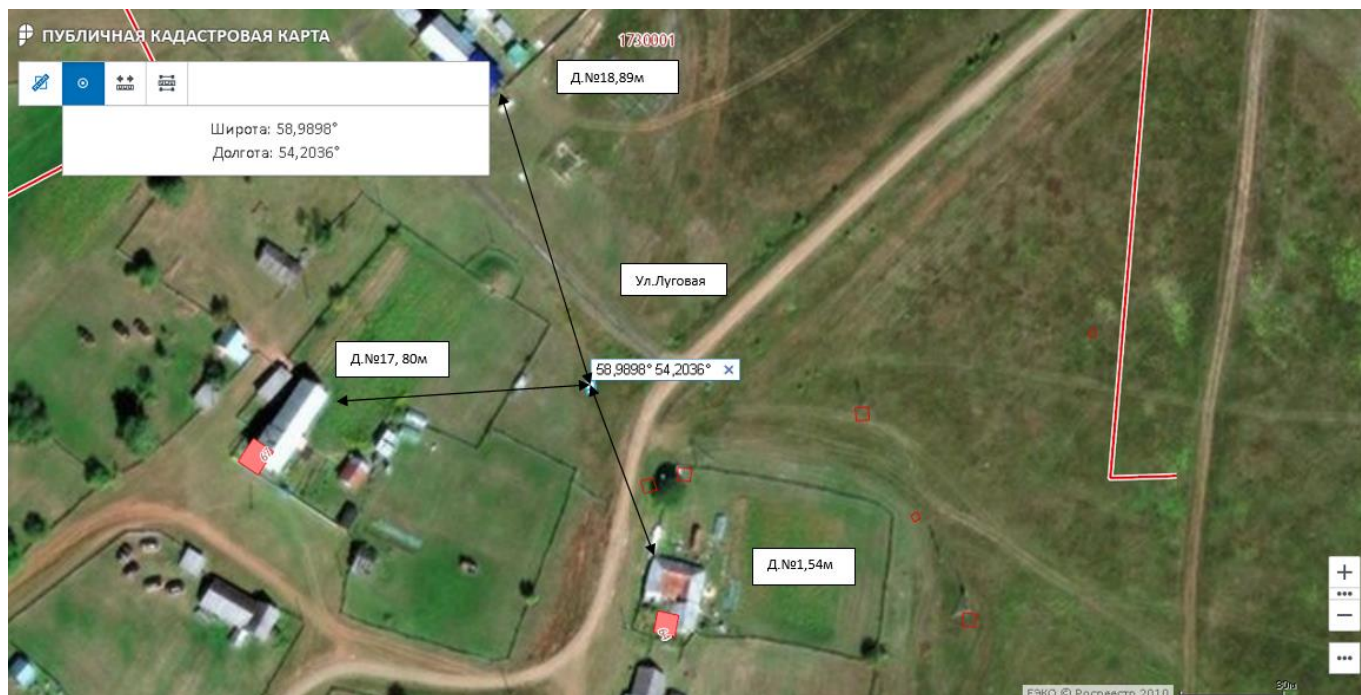 ПУБЛИЧНАЯ КАДАСТРОВАЯ КАРТА
1730001
Д.№18,89м
Широта: 58,9898°
Долгота: 54,2036°
Ул.Луговая
Д.№17, 80м
58,9898° 54,2036° ×
Д.№1,54м
ЕЭКО © Росреестр 2010